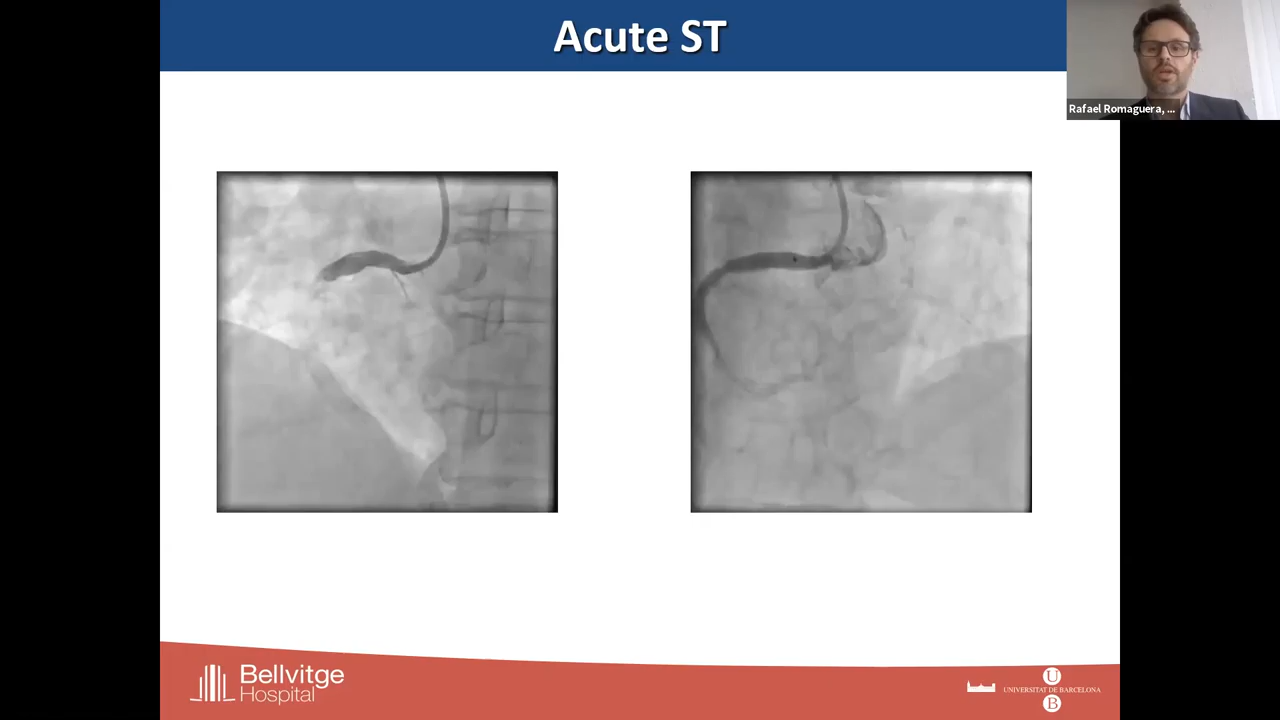 Acute ST
Rafael Romaguera, ...
Bellvitge
Hospital
U
UNIVERSITAT DE BARCELONA
B